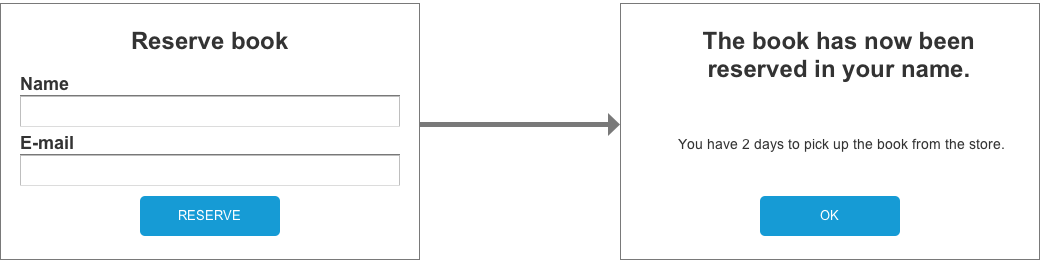 Reserve book
Name
E-mail
RESERVE
The book has now been
reserved in your name.
You have 2 days to pick up the book from the store.
OK